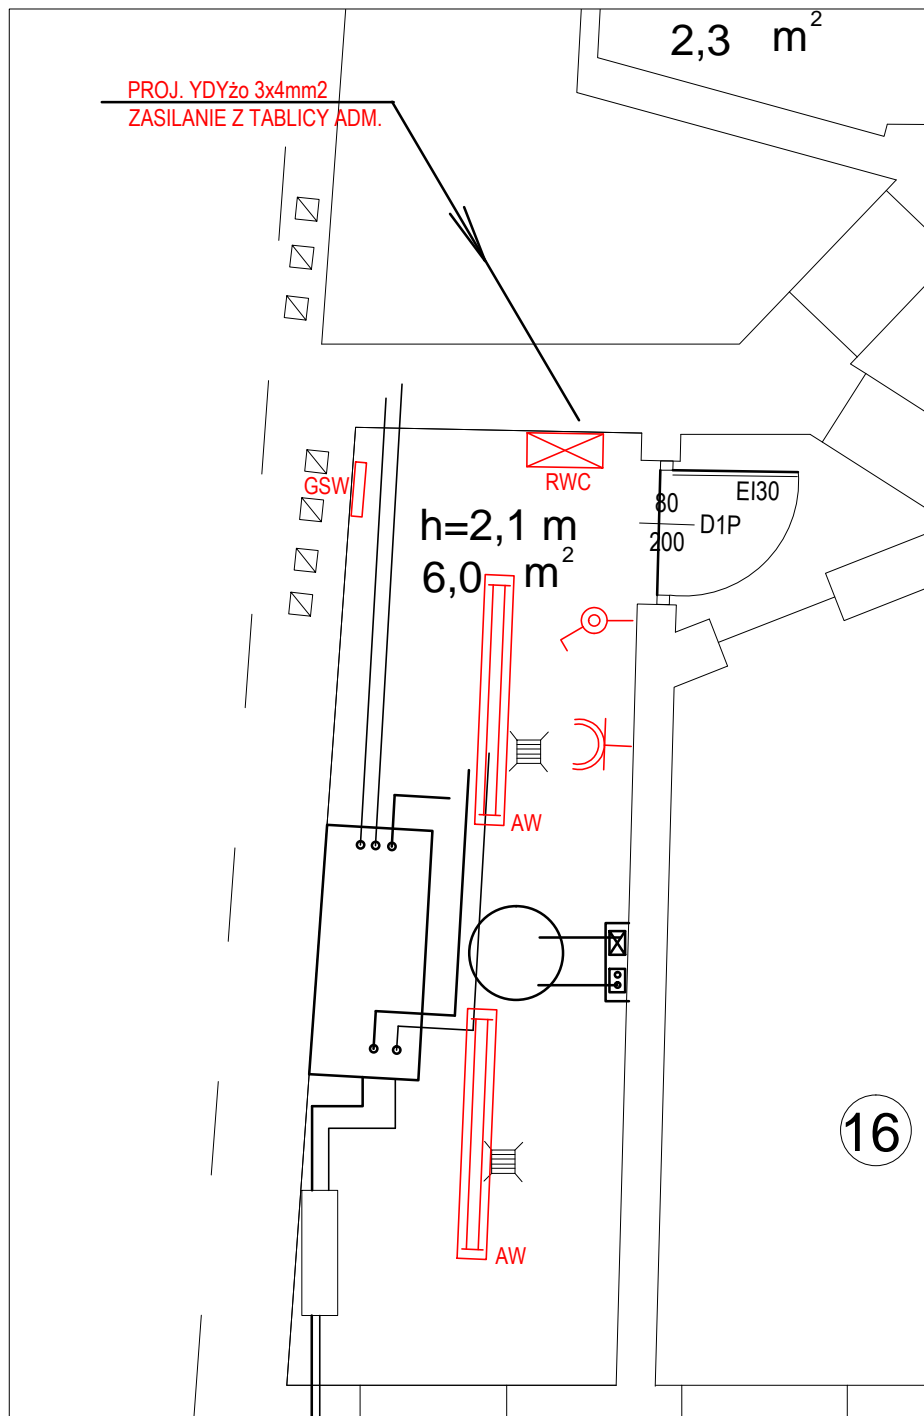 2,3 m²
PROJ. YDYżo 3x4mm2
ZASILANIE Z TABLICY ADM.
GSW
RWC
EI30
80
D1P
200
h=2,1 m
6,0 m²
AW
16
AW